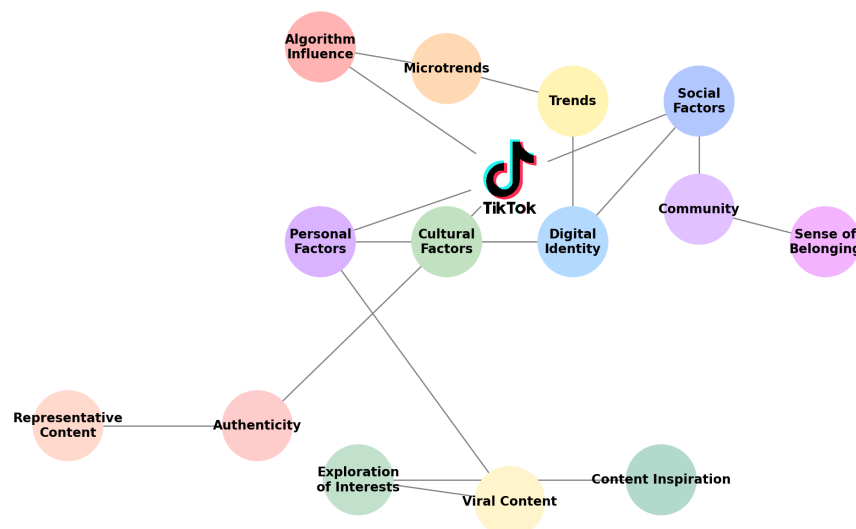 Algorithm
Influence
Microtrends
Trends
Social
Factors
TikTok
Personal
Factors
Cultural
Factors
Digital
Identity
Community
Sense of
Belonging
Representative
Content
Authenticity
Exploration
of Interests
Viral Content
Content Inspiration